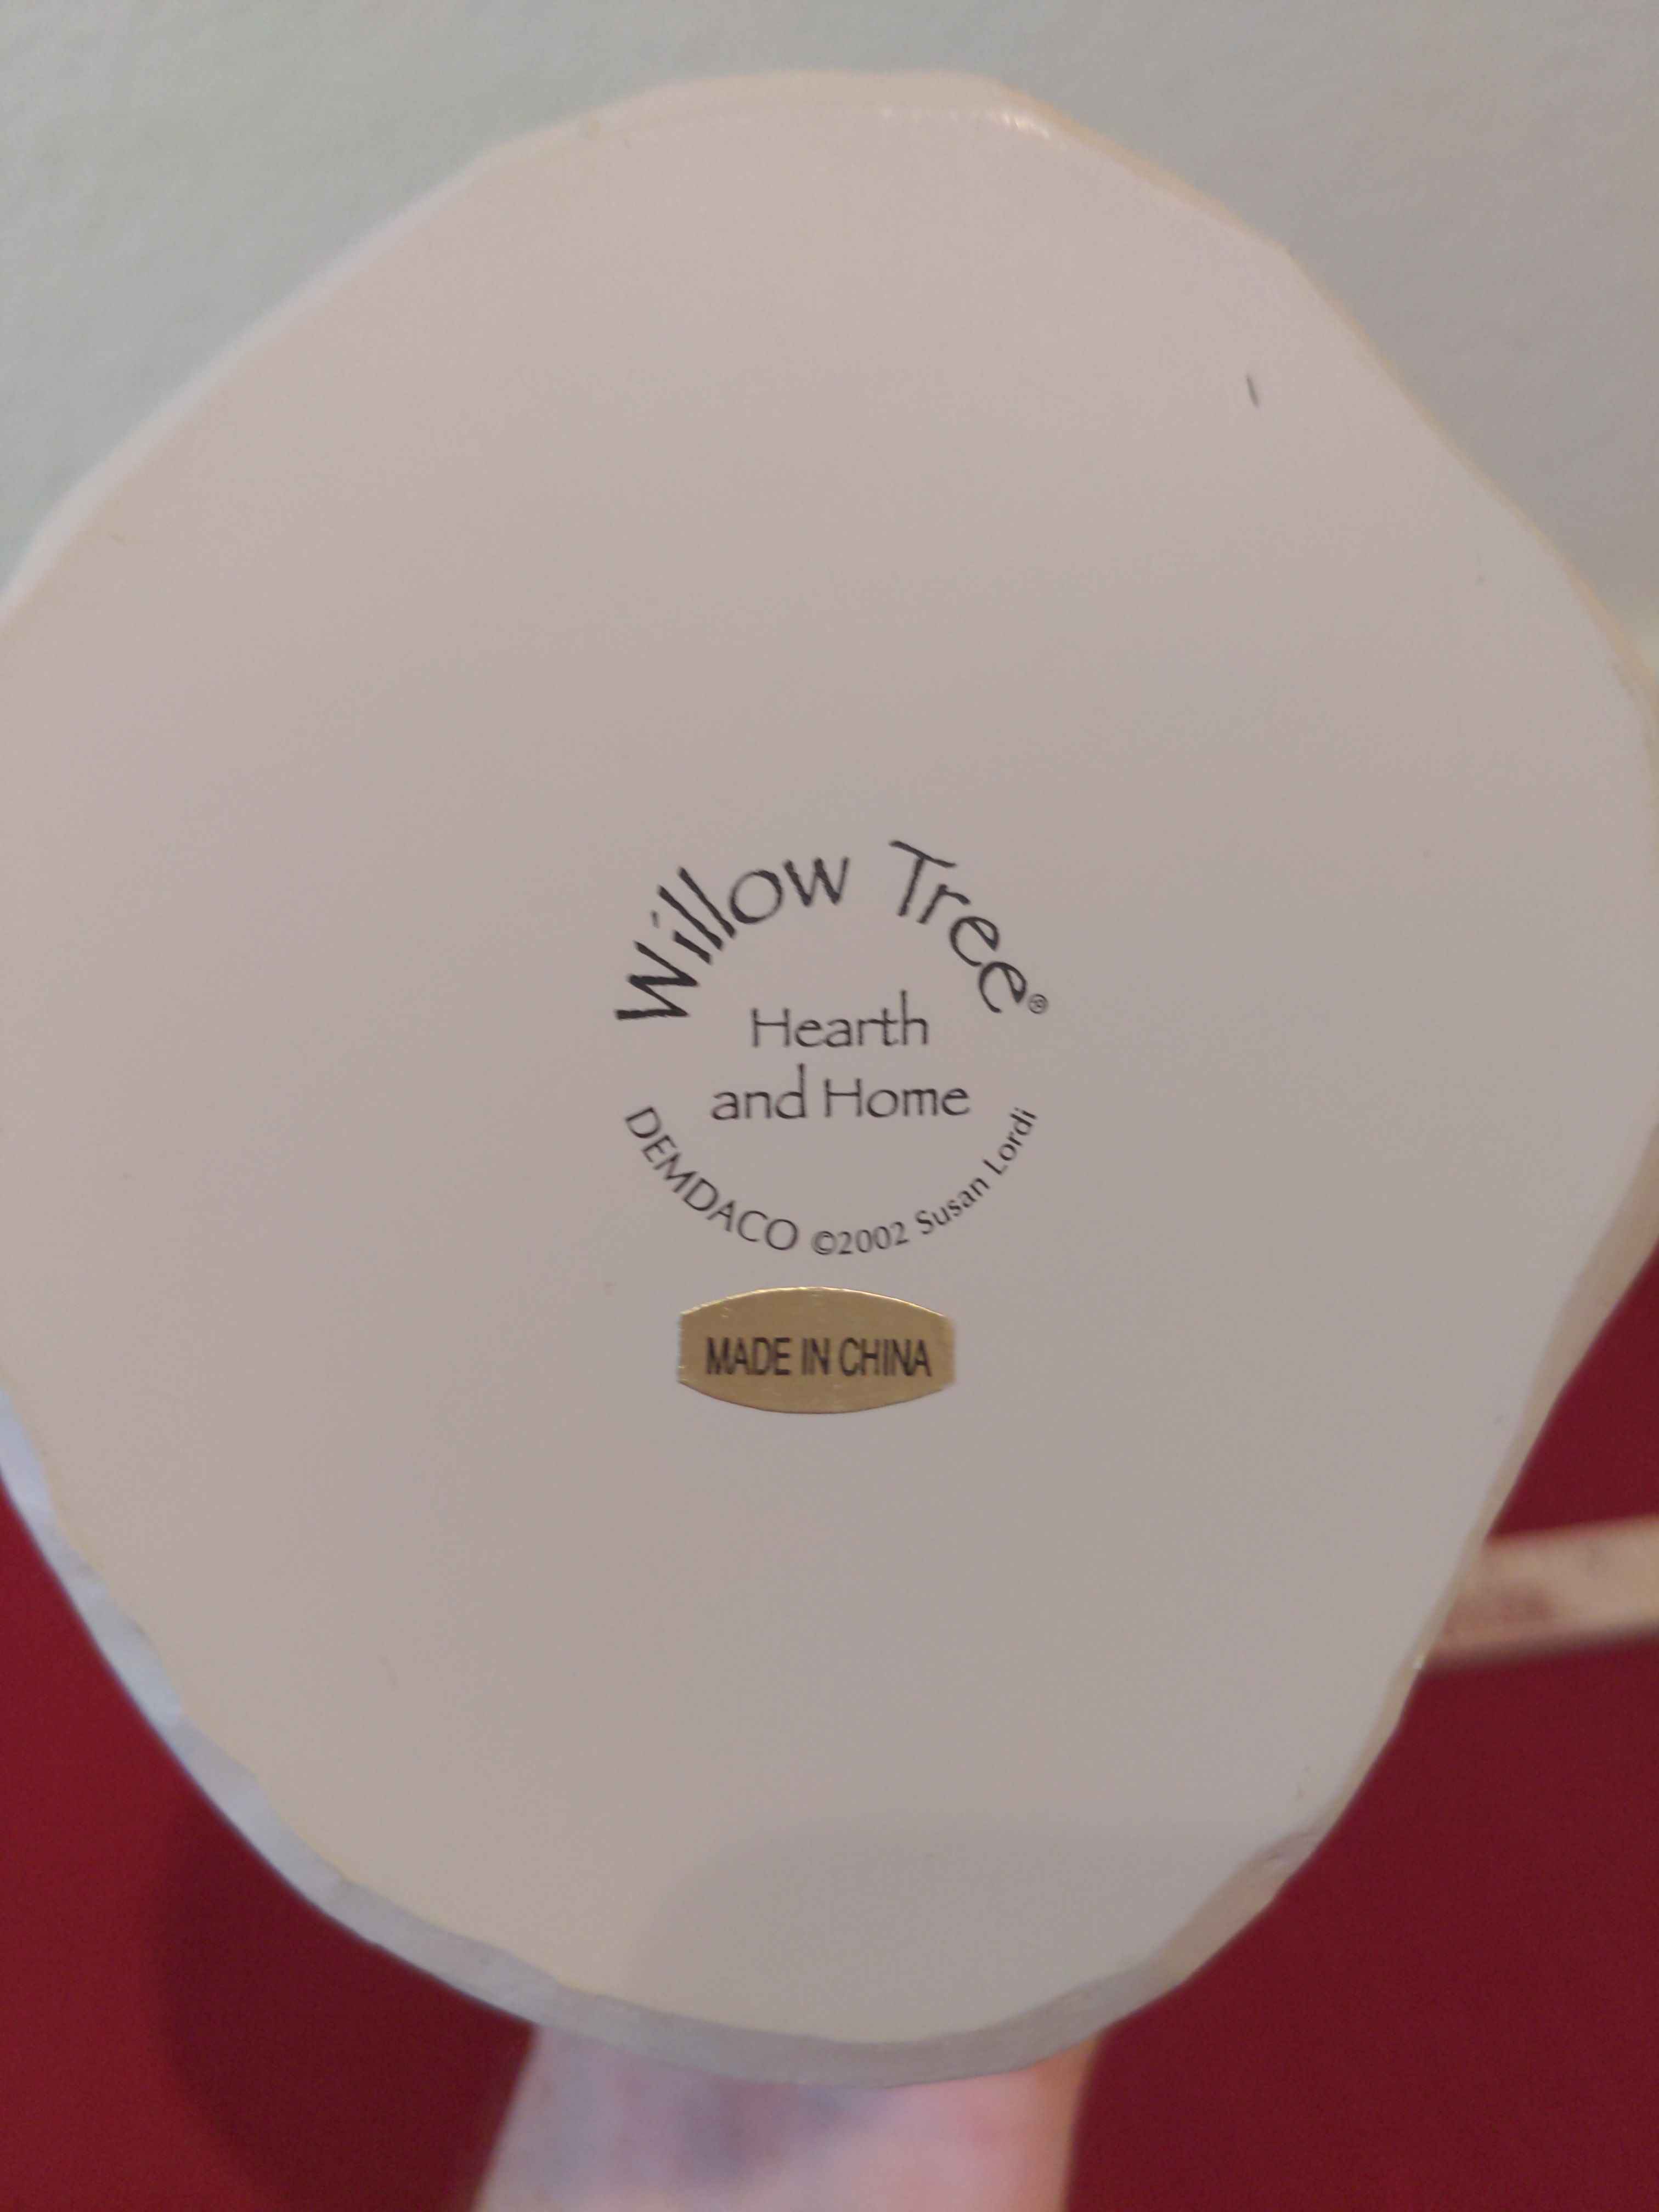 Willow Tree®
Hearth
and Home
DEMDACO ©2002 Susan Lordi
MADE IN CHINA